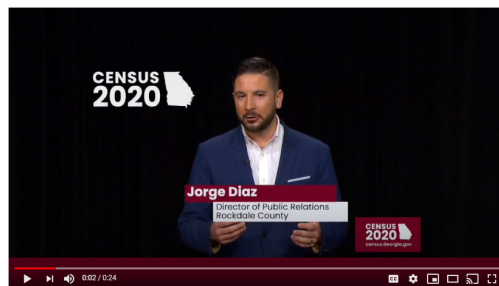 CENSUS
2020
Jorge Diaz
Director of Public Relations
Rockdale County
CENSUS
2020
census.Georgia.gov
0:02 / 0:24
CC